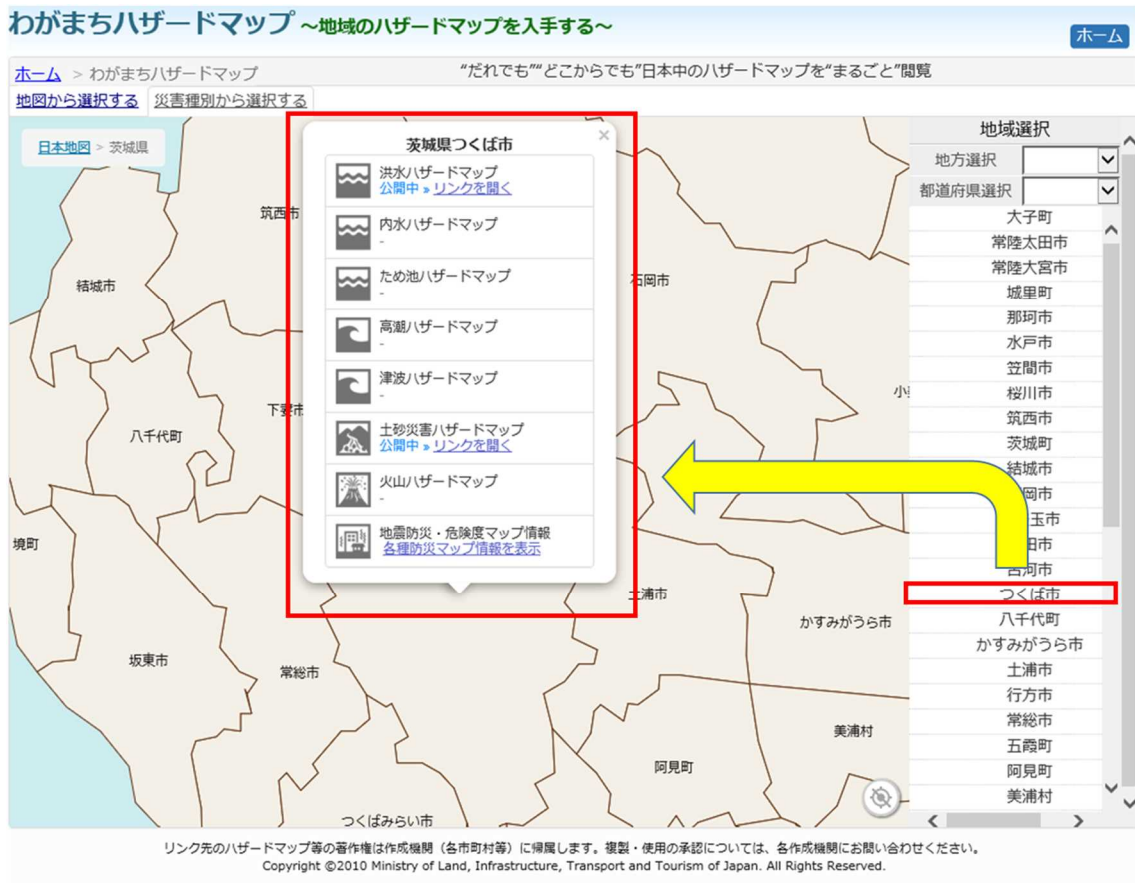 わがまちハザードマップ ～地域のハザードマップを入手する～
ホーム
ホーム > わがまちハザードマップ
“だれでも”“どこからでも”日本中のハザードマップを“まるごと”閲覧
地図から選択する 災害種別から選択する
日本地図 > 茨城県
茨城県つくば市
×
洪水ハザードマップ
公開中 » リンクを開く
内水ハザードマップ
-
ため池ハザードマップ
-
高潮ハザードマップ
-
津波ハザードマップ
-
土砂災害ハザードマップ
公開中 » リンクを開く
火山ハザードマップ
-
地震防災・危険度マップ情報
各種防災マップ情報を表示
筑西市
結城市
石岡市
下妻市
八千代町
境町
土浦市
かすみがうら市
坂東市
常総市
美浦村
阿見町
つくばみらい市
地域選択
地方選択
都道府県選択
大子町
常陸太田市
常陸大宮市
城里町
那珂市
水戸市
笠間市
桜川市
筑西市
茨城町
結城市
岡市
玉市
田市
古河市
つくば市
八千代町
かすみがうら市
土浦市
行方市
常総市
五霞町
阿見町
美浦村
リンク先のハザードマップ等の著作権は作成機関（各市町村等）に帰属します。複製・使用の承認については、各作成機関にお問い合わせください。
Copyright ©2010 Ministry of Land, Infrastructure, Transport and Tourism of Japan. All Rights Reserved.